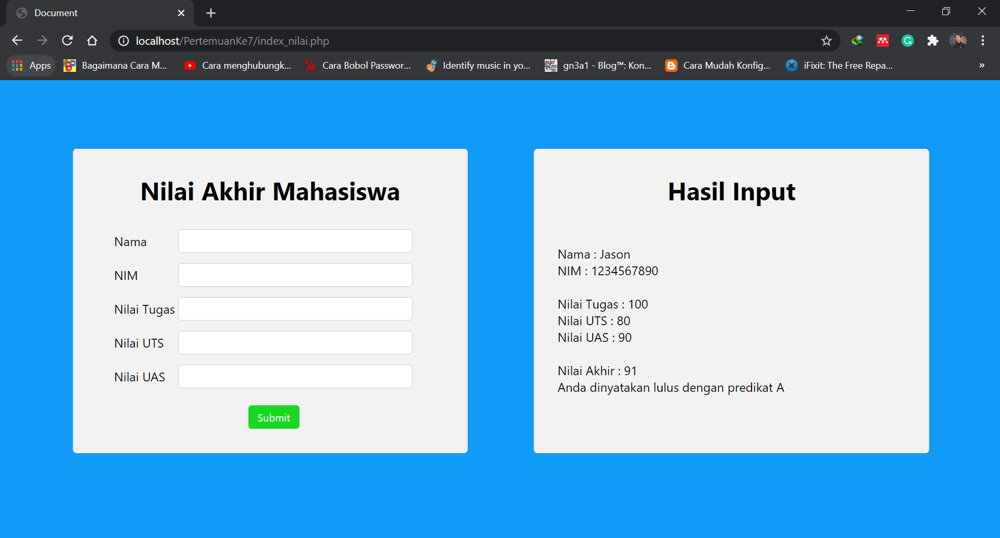 Document
localhost/PertemuanKe7/index_nilai.php
Apps
Bagaimana Cara M...
Cara menghubungk...
Cara Bobol Passwor...
Identify music in yo...
gn3a1 - Blog™: Kon...
Cara Mudah Konfig...
iFixit: The Free Repa...
»
Nilai Akhir Mahasiswa
Nama
NIM
Nilai Tugas
Nilai UTS
Nilai UAS
Submit
Hasil Input
Nama : Jason
NIM : 1234567890
Nilai Tugas : 100
Nilai UTS : 80
Nilai UAS : 90
Nilai Akhir : 91
Anda dinyatakan lulus dengan predikat A